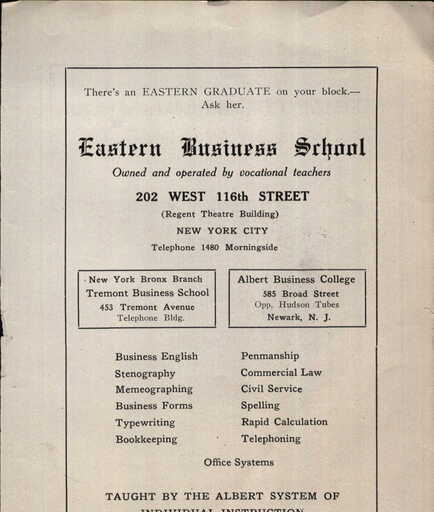 There's an EASTERN GRADUATE on your block.—
Ask her.
Eastern Business School
Owned and operated by vocational teachers
202 WEST 116th STREET
(Regent Theatre Building)
NEW YORK CITY
Telephone 1480 Morningside
New York Bronx Branch
Tremont Business School
453 Tremont Avenue
Telephone Bldg.
Albert Business College
585 Broad Street
Opp. Hudson Tubes
Newark, N. J.
Business English
Stenography
Memeographing
Business Forms
Typewriting
Bookkeeping
Penmanship
Commercial Law
Civil Service
Spelling
Rapid Calculation
Telephoning
Office Systems
TAUGHT BY THE ALBERT SYSTEM OF
INDIVIDUAL INSTRUCTION